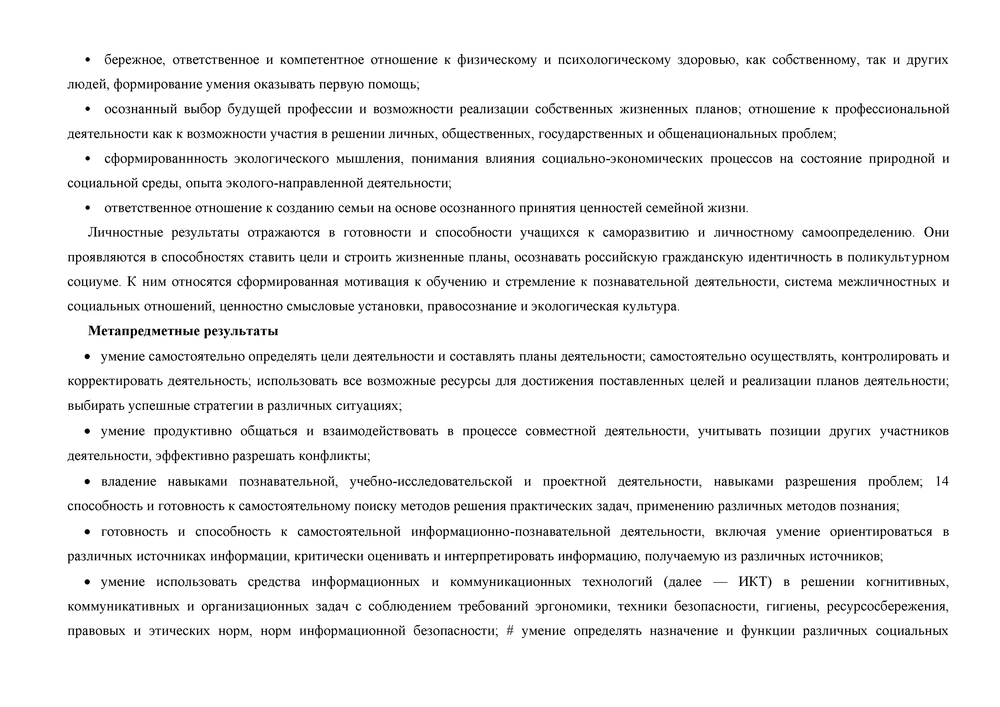 • бережное, ответственное и компетентное отношение к физическому и психологическому здоровью, как собственному, так и других
людей, формирование умения оказывать первую помощь;
• осознанный выбор будущей профессии и возможности реализации собственных жизненных планов; отношение к профессиональной
деятельности как к возможности участия в решении личных, общественных, государственных и общенациональных проблем;
• сформированнность экологического мышления, понимания влияния социально-экономических процессов на состояние природной и
социальной среды, опыта эколого-направленной деятельности;
• ответственное отношение к созданию семьи на основе осознанного принятия ценностей семейной жизни.
Личностные результаты отражаются в готовности и способности учащихся к саморазвитию и личностному самоопределению. Они
проявляются в способностях ставить цели и строить жизненные планы, осознавать российскую гражданскую идентичность в поликультурном
социуме. К ним относятся сформированная мотивация к обучению и стремление к познавательной деятельности, система межличностных и
социальных отношений, ценностно смысловые установки, правосознание и экологическая культура.
Метапредметные результаты
• умение самостоятельно определять цели деятельности и составлять планы деятельности; самостоятельно осуществлять, контролировать и
корректировать деятельность; использовать все возможные ресурсы для достижения поставленных целей и реализации планов деятельности;
выбирать успешные стратегии в различных ситуациях;
• умение продуктивно общаться и взаимодействовать в процессе совместной деятельности, учитывать позиции других участников
деятельности, эффективно разрешать конфликты;
• владение навыками познавательной, учебно-исследовательской и проектной деятельности, навыками разрешения проблем; 14
способность и готовность к самостоятельному поиску методов решения практических задач, применению различных методов познания;
• готовность и способность к самостоятельной информационно-познавательной деятельности, включая умение ориентироваться в
различных источниках информации, критически оценивать и интерпретировать информацию, получаемую из различных источников;
• умение использовать средства информационных и коммуникационных технологий (далее — ИКТ) в решении когнитивных,
коммуникативных и организационных задач с соблюдением требований эргономики, техники безопасности, гигиены, ресурсосбережения,
правовых и этических норм, норм информационной безопасности; # умение определять назначение и функции различных социальных